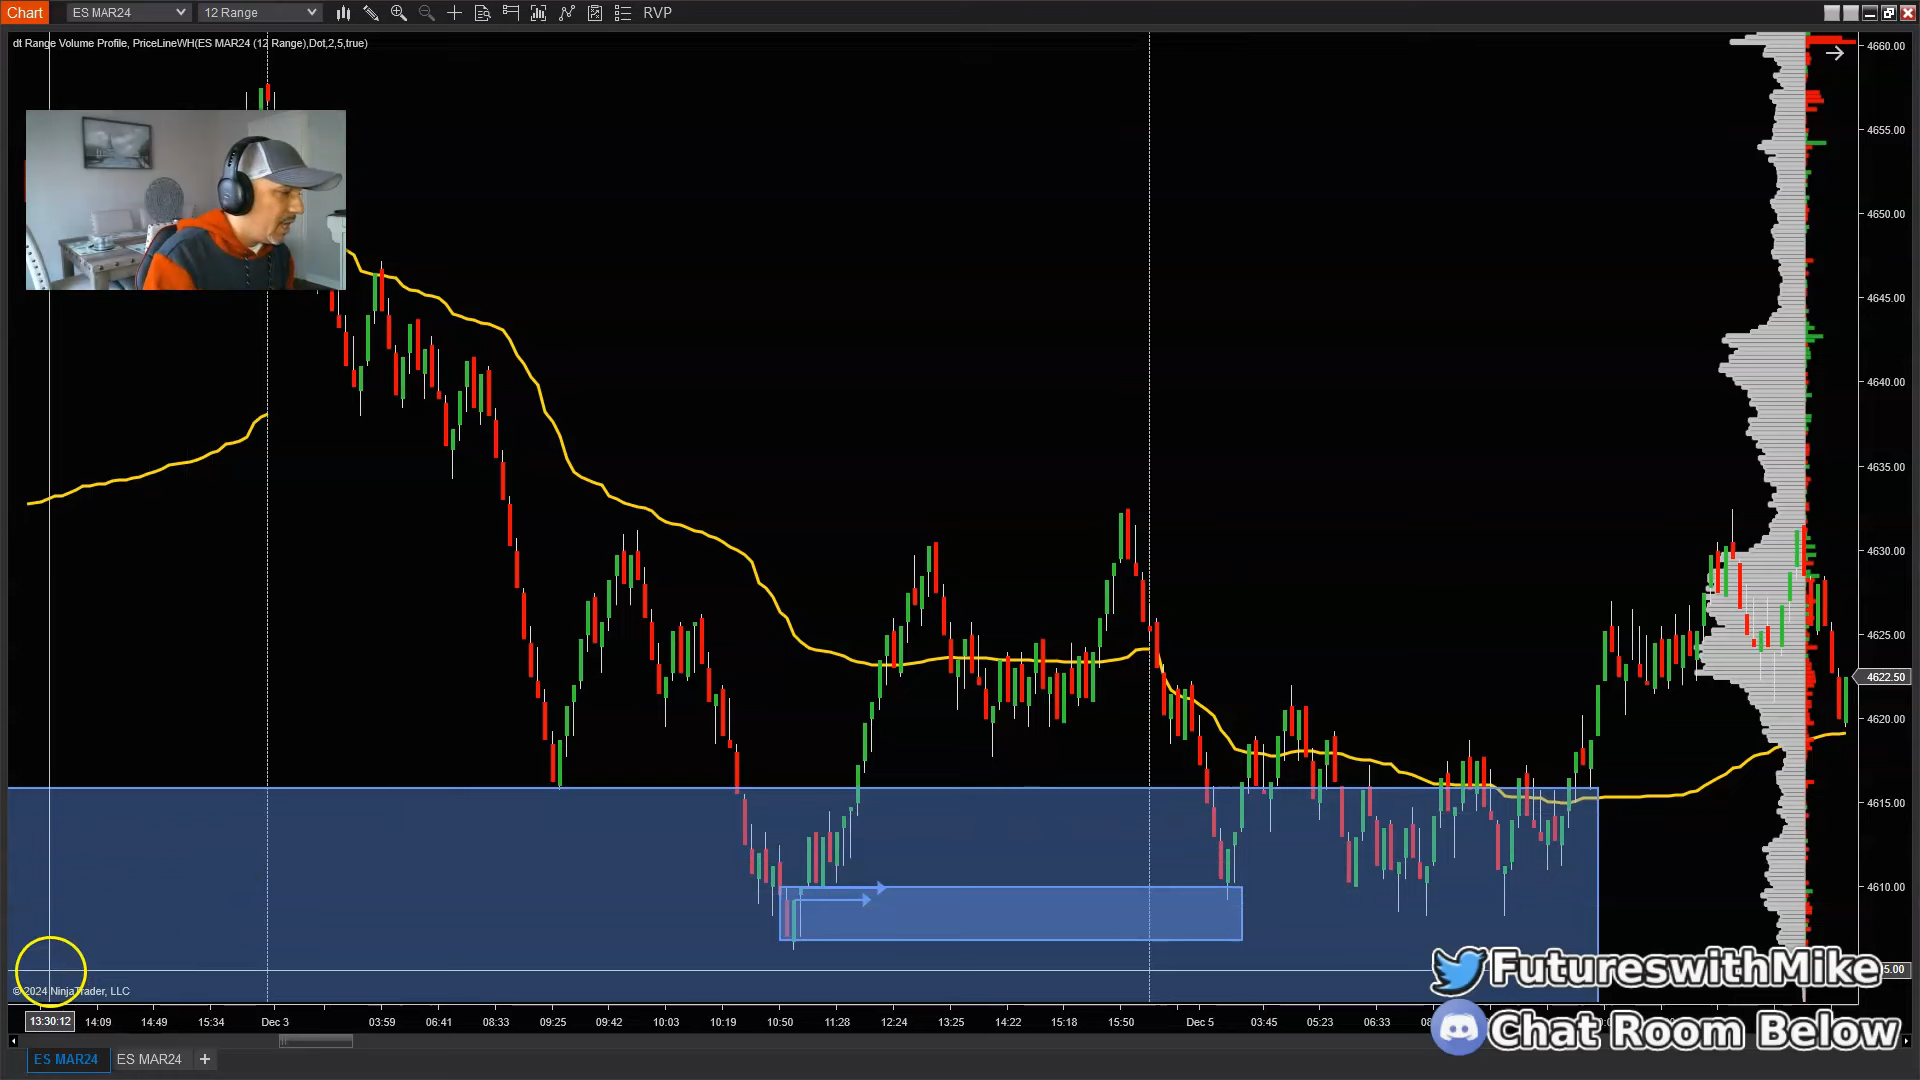 Chart ES MAR24 12 Range RVP
dt Range Volume Profile, PriceLineWH(ES MAR24 (12 Range),Dot,2,5,true)
4660.00
4655.00
4650.00
4645.00
4640.00
4635.00
4630.00
4625.00
4622.50
4620.00
4615.00
4610.00
5.00
FutureswithMike
© 2024 NinjaTrader, LLC
13:30:12 14:09 14:49 15:34 Dec 3 03:59 06:41 08:33 09:25 09:42 10:03 10:19 10:50 11:28 12:24 13:25 14:22 15:18 15:50 Dec 5 03:45 05:23 06:33
Chat Room Below
ES MAR24 ES MAR24 +